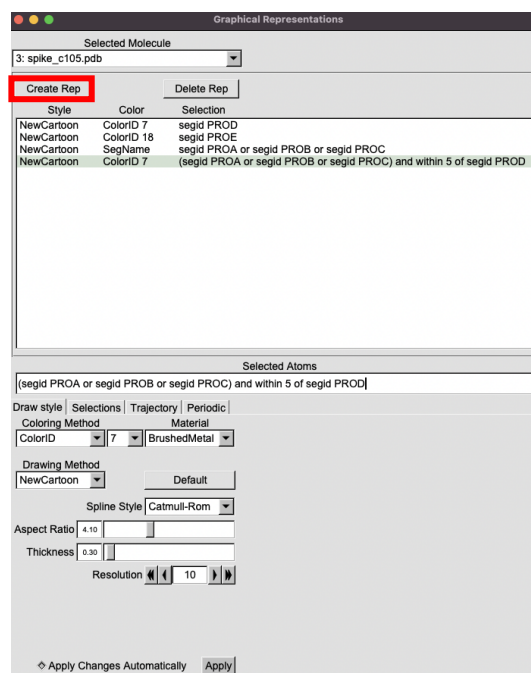 Graphical Representations
Selected Molecule
3: spike_c105.pdb
Create Rep Delete Rep
Style Color Selection
NewCartoon ColorID 7 segid PROD
NewCartoon ColorID 18 segid PROE
NewCartoon SegName segid PROA or segid PROB or segid PROC
NewCartoon ColorID 7 (segid PROA or segid PROB or segid PROC) and within 5 of segid PROD
Selected Atoms
(segid PROA or segid PROB or segid PROC) and within 5 of segid PROD
Draw style Selections Trajectory Periodic
Coloring Method Material
ColorID 7 BrushedMetal
Drawing Method
NewCartoon Default
Spline Style Catmull-Rom
Aspect Ratio 4.10
Thickness 0.30
Resolution 10
Apply Changes Automatically Apply